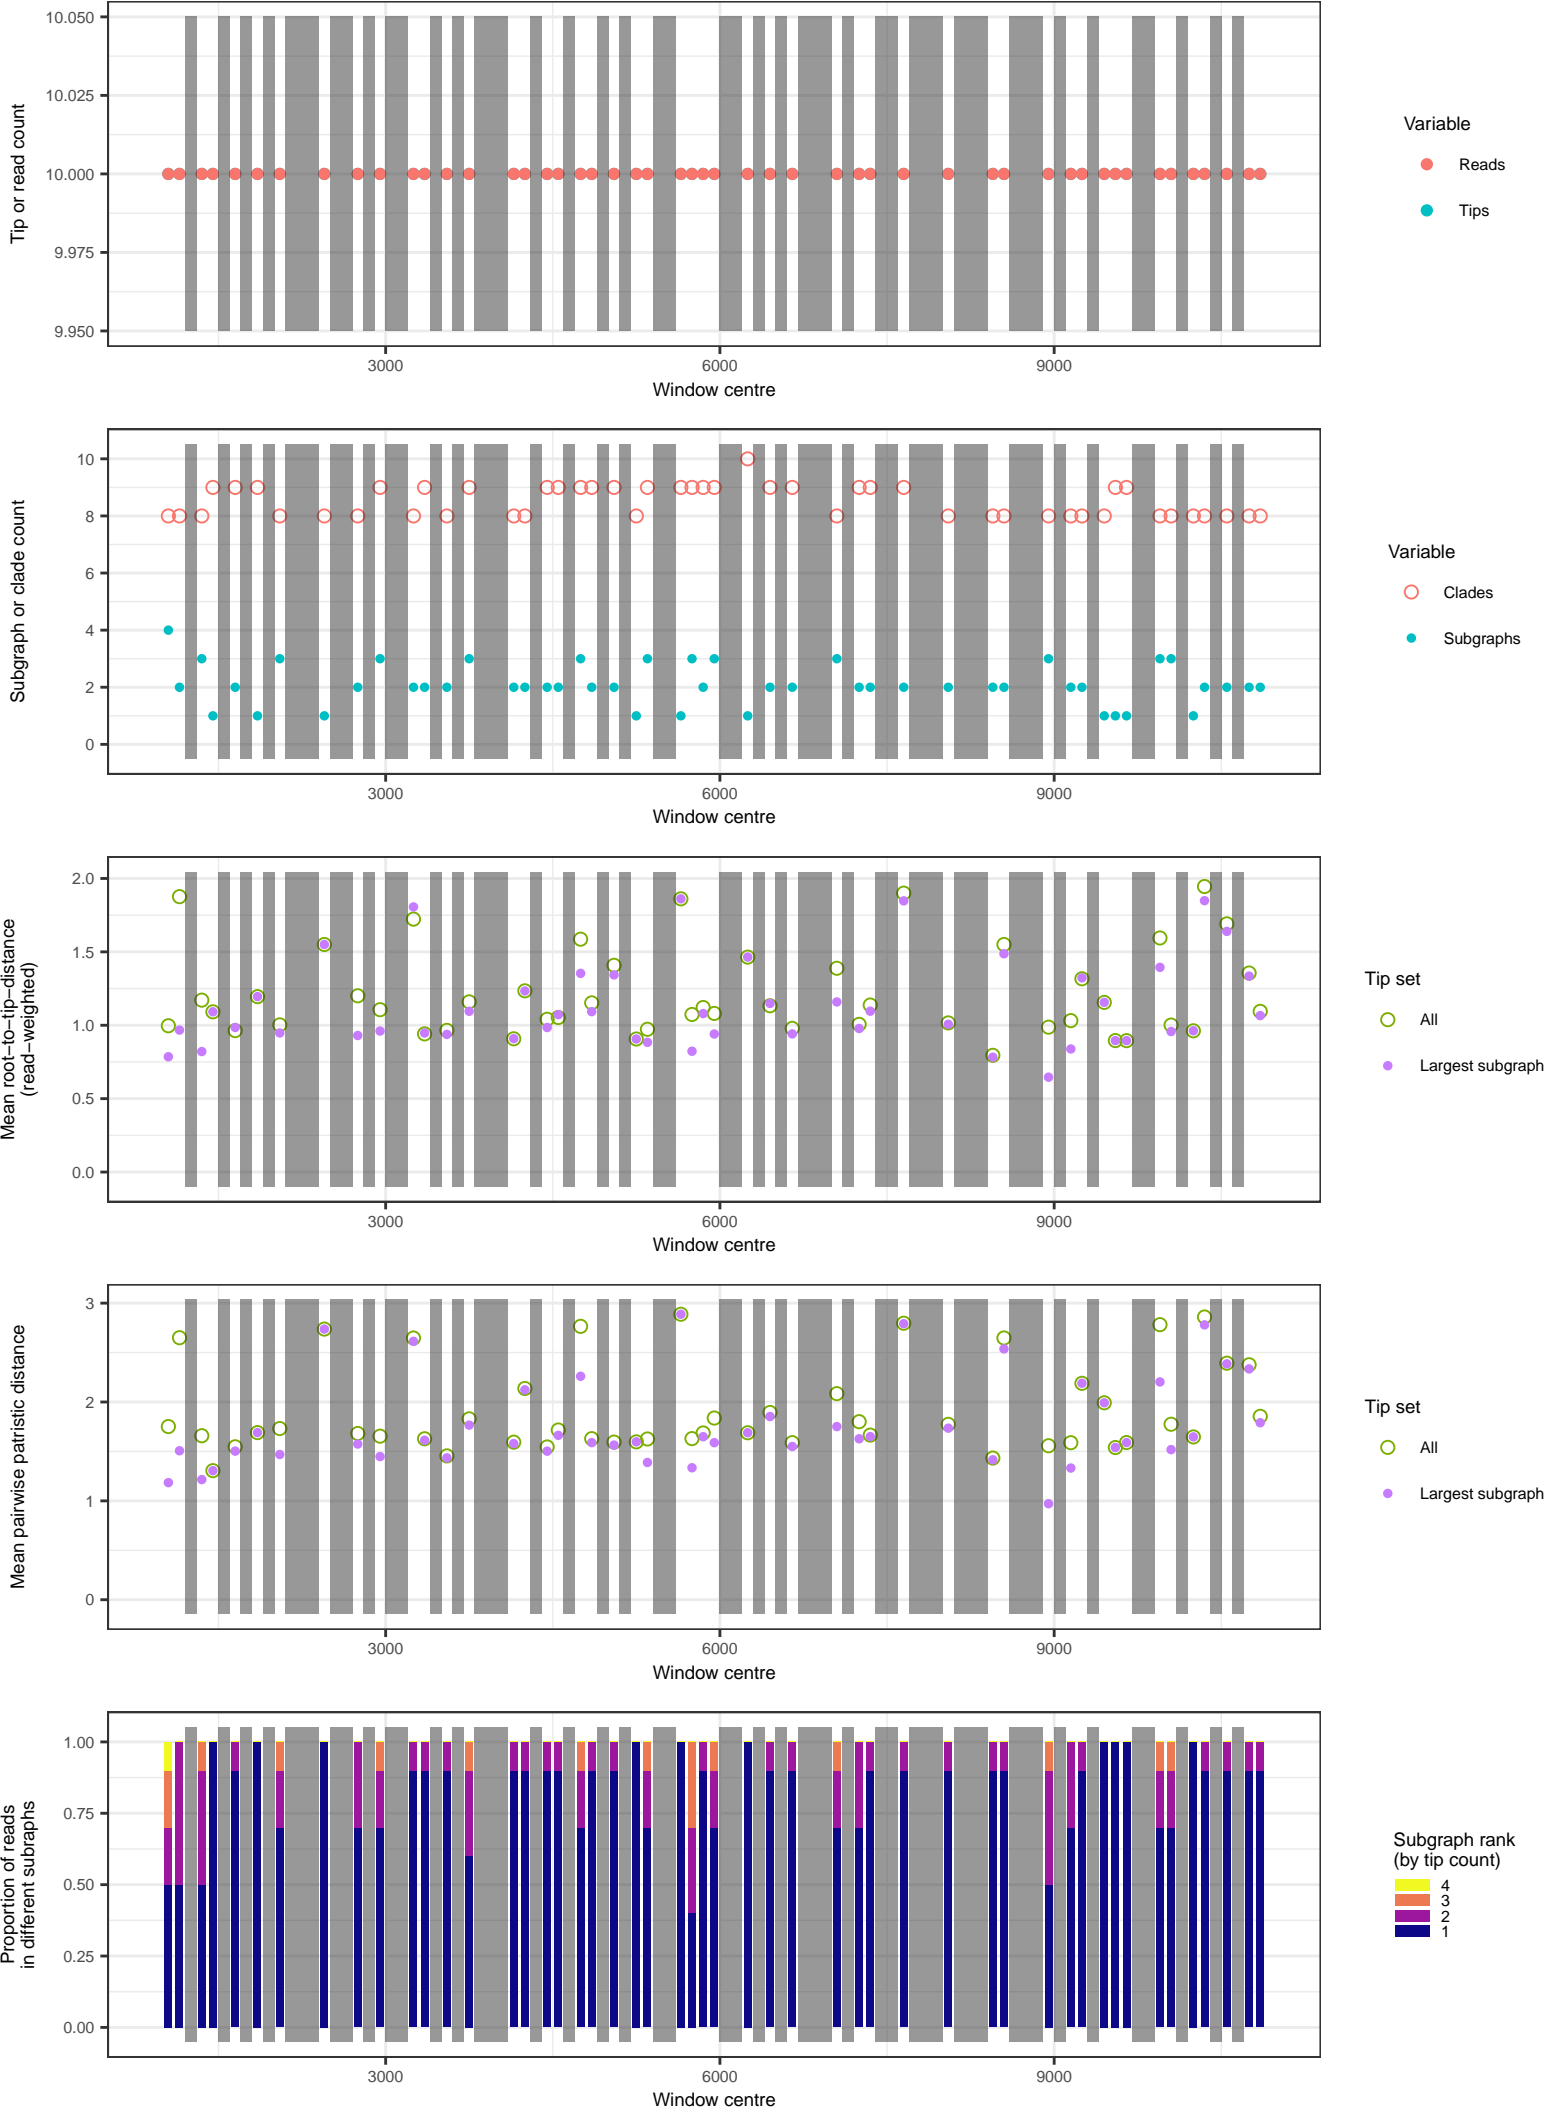 10.050
10.025
10.000
9.975
9.950
Tip or read count
3000 6000 9000
Window centre
Variable
Reads
Tips
10
8
6
4
2
0
Subgraph or clade count
3000 6000 9000
Window centre
Variable
Clades
Subgraphs
2.0
1.5
1.0
0.5
0.0
Mean root−to−tip−distance
(read−weighted)
3000 6000 9000
Window centre
Tip set
All
Largest subgraph
3
2
1
0
Mean pairwise patristic distance
3000 6000 9000
Window centre
Tip set
All
Largest subgraph
1.00
0.75
0.50
0.25
0.00
Proportion of reads
in different subraphs
3000 6000 9000
Window centre
Subgraph rank
(by tip count)
4
3
2
1